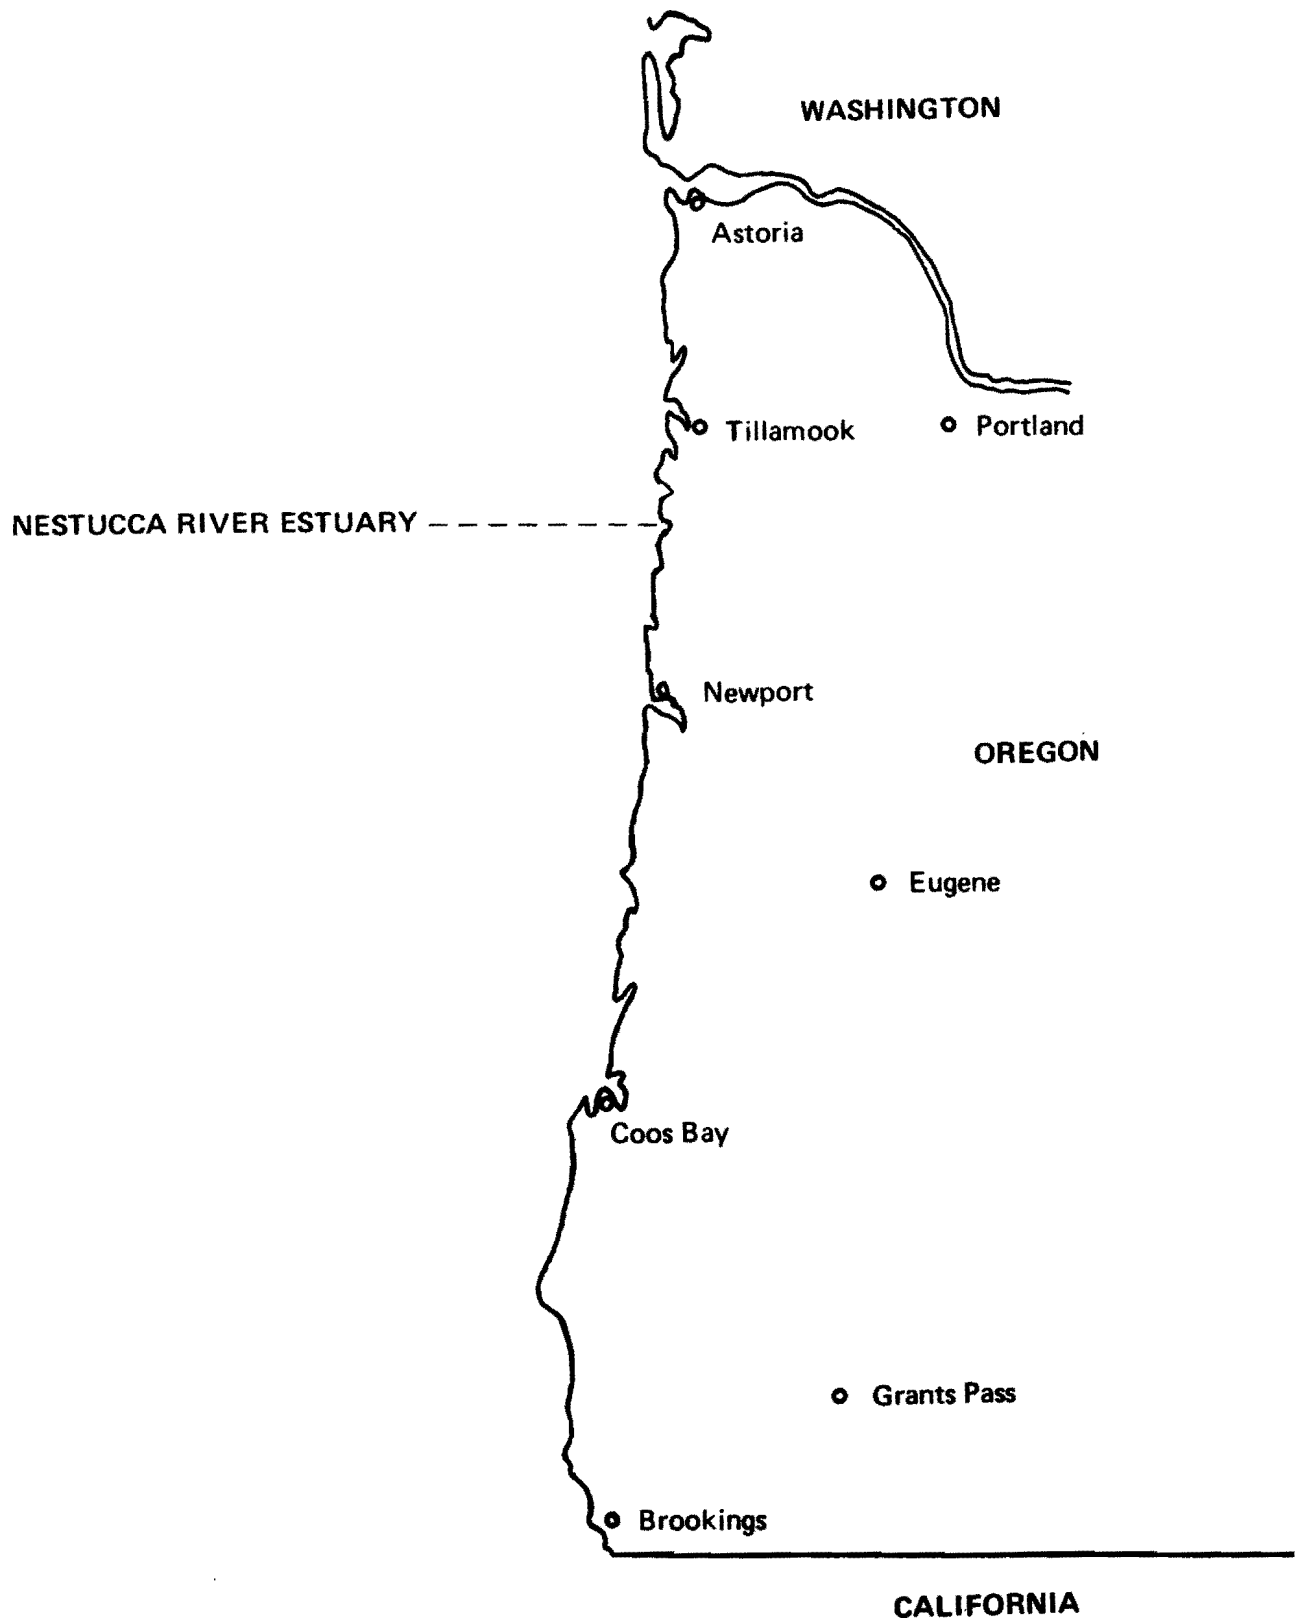 WASHINGTON
Astoria
Tillamook
Portland
NESTUCCA RIVER ESTUARY
Newport
OREGON
Eugene
Coos Bay
Grants Pass
Brookings
CALIFORNIA